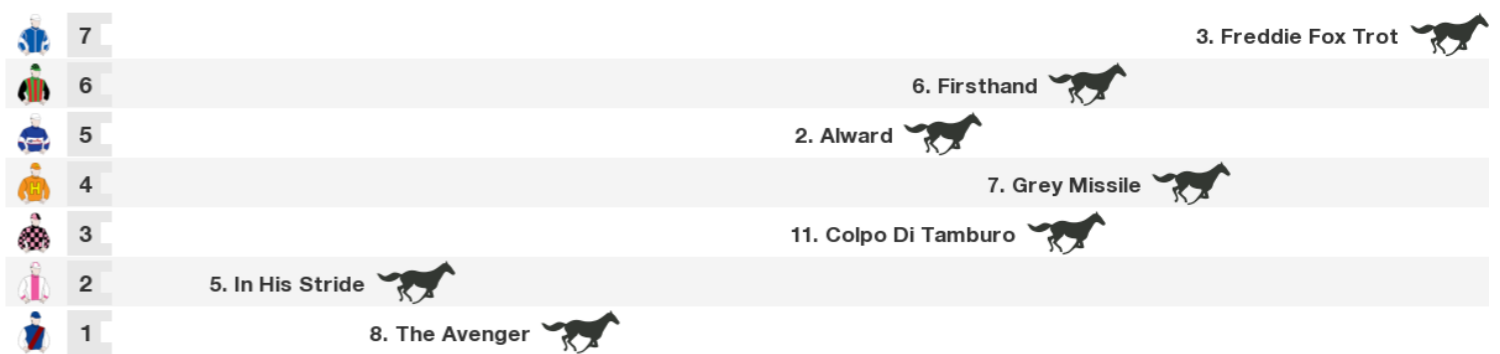 7 3. Freddie Fox Trot
6 6. Firsthand
5 2. Alward
4 H 7. Grey Missile
3 11. Colpo Di Tamburo
2 5. In His Stride
1 8. The Avenger